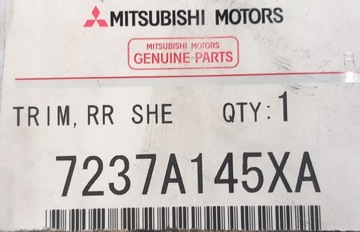 MITSUBISHI MOTORS
MITSUBISHI MOTORS
GENUINE PARTS
TRIM, RR SHE QTY: 1
7237A145XA